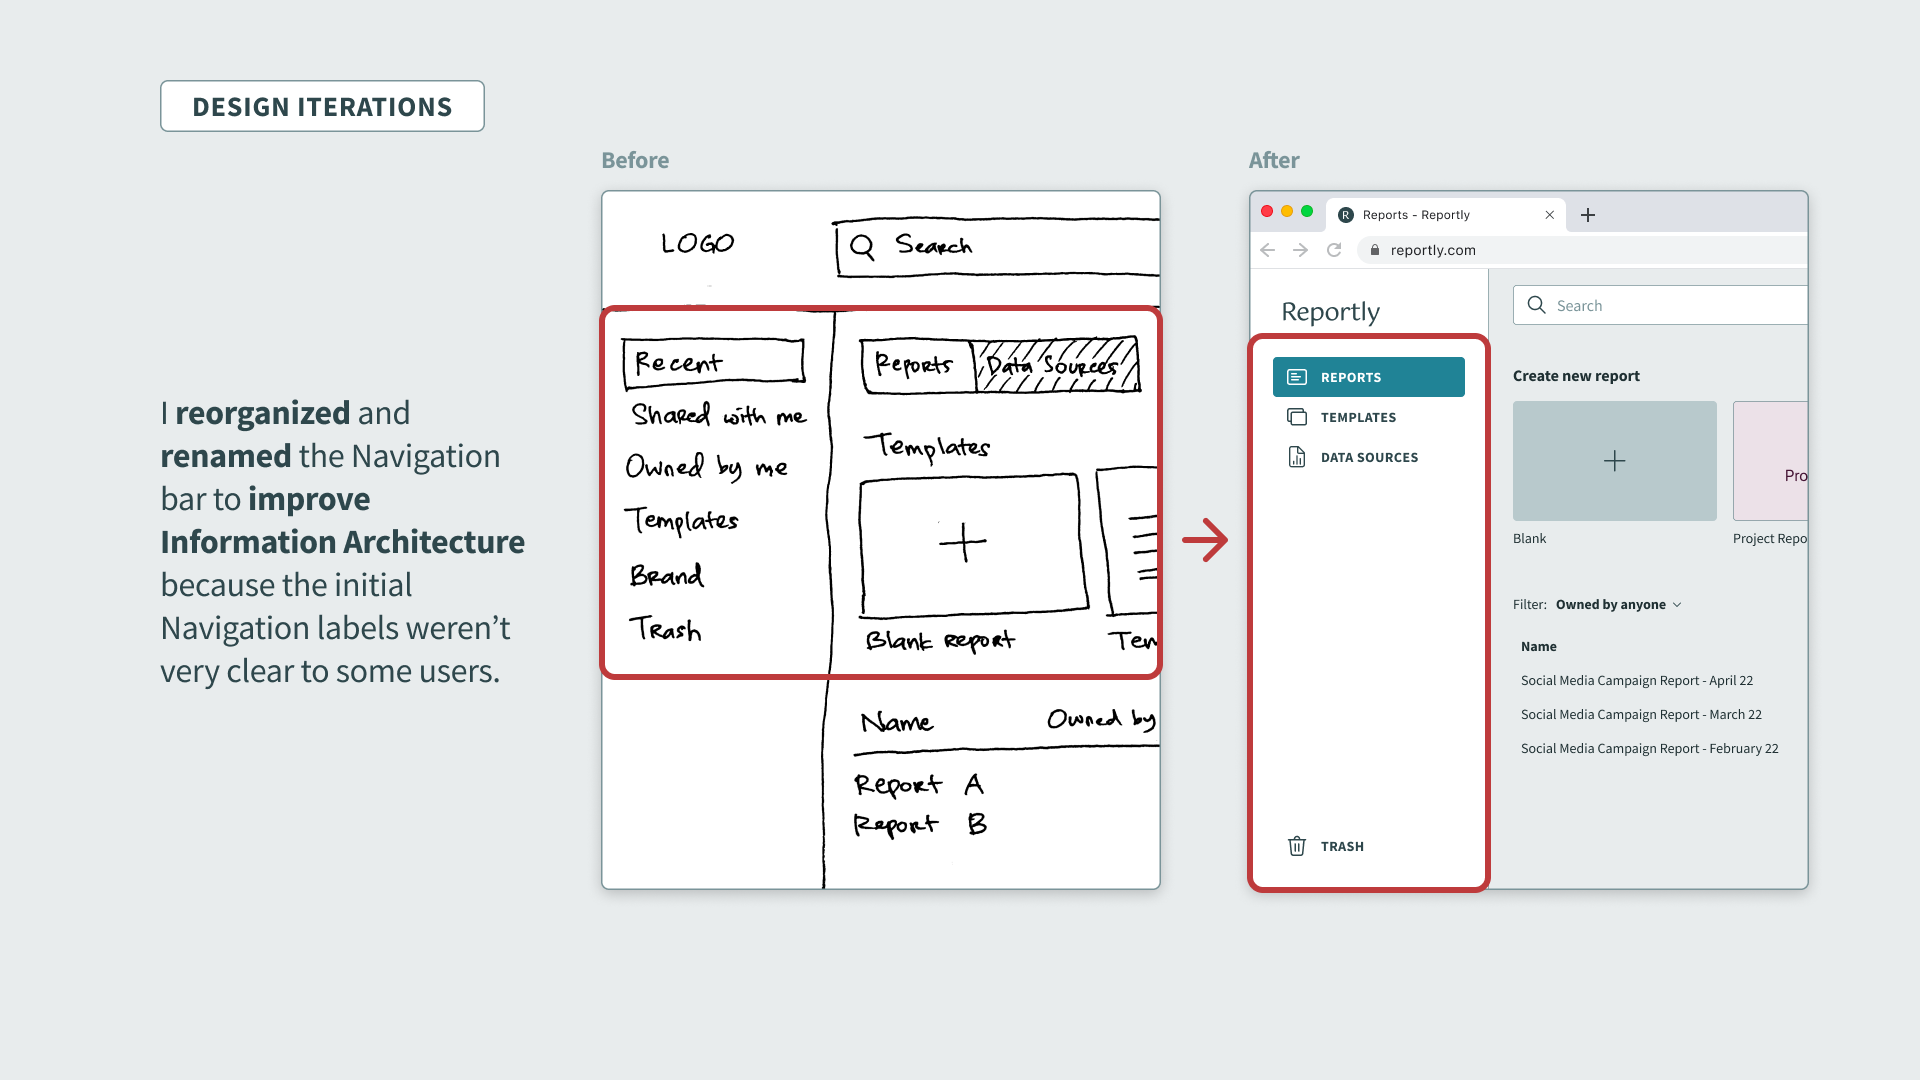 DESIGN ITERATIONS
I reorganized and
renamed the Navigation
bar to improve
Information Architecture
because the initial
Navigation labels weren’t
very clear to some users.
Before
LOGO
Search
Recent
Shared with me
Owned by me
Templates
Brand
Trash
Reports
Data Sources
Templates
Blank report
Tem
Name
Owned by
Report A
Report B
After
R
Reports - Reportly
reportly.com
Reportly
REPORTS
TEMPLATES
DATA SOURCES
TRASH
Search
Create new report
Pro
Blank
Project Repo
Filter: Owned by anyone
Name
Social Media Campaign Report - April 22
Social Media Campaign Report - March 22
Social Media Campaign Report - February 22